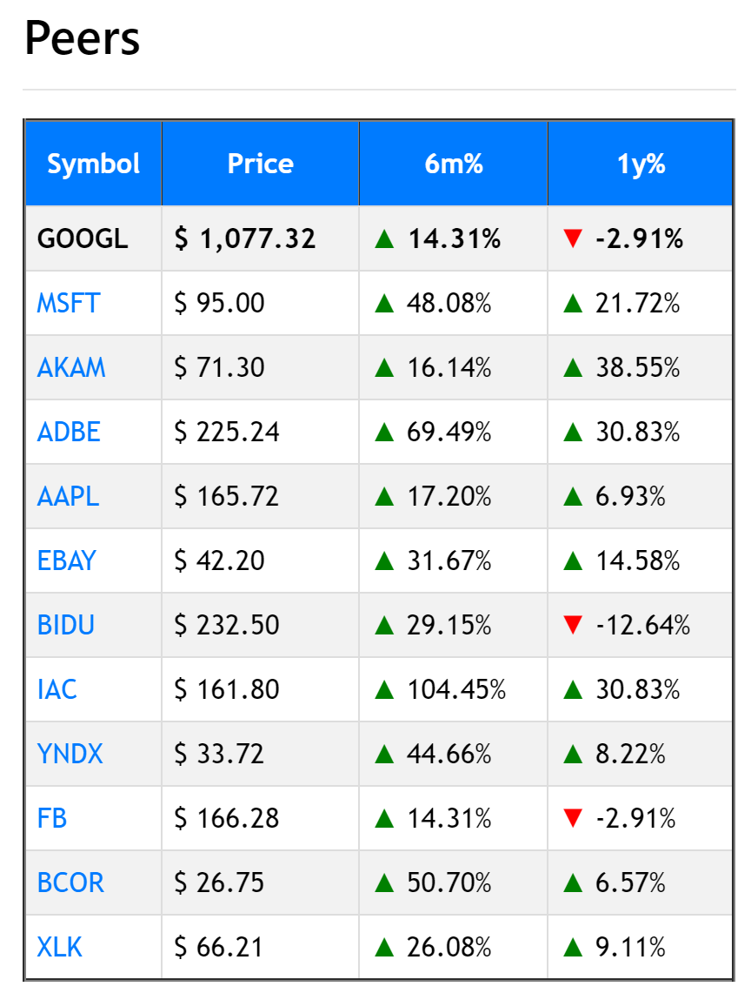 Peers
Symbol Price 6m% 1y%
GOOGL $ 1,077.32 ▲ 14.31% ▼ -2.91%
MSFT $ 95.00 ▲ 48.08% ▲ 21.72%
AKAM $ 71.30 ▲ 16.14% ▲ 38.55%
ADBE $ 225.24 ▲ 69.49% ▲ 30.83%
AAPL $ 165.72 ▲ 17.20% ▲ 6.93%
EBAY $ 42.20 ▲ 31.67% ▲ 14.58%
BIDU $ 232.50 ▲ 29.15% ▼ -12.64%
IAC $ 161.80 ▲ 104.45% ▲ 30.83%
YNDX $ 33.72 ▲ 44.66% ▲ 8.22%
FB $ 166.28 ▲ 14.31% ▼ -2.91%
BCOR $ 26.75 ▲ 50.70% ▲ 6.57%
XLK $ 66.21 ▲ 26.08% ▲ 9.11%